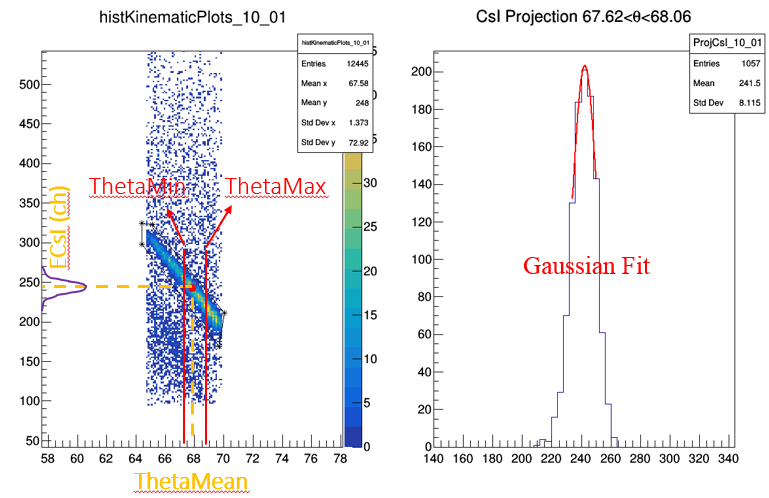 histKinematicPlots_10_01
histKinematicPlots_10_01
Entries 12445
Mean x 67.58
Mean y 248
Std Dev x 1.373
Std Dev y 72.92
500
450
400
350
300
250
200
150
100
50
58 60 62 64 66 68 70 72 74 76 78
30
25
20
15
10
5
0
ThetaMin
ThetaMax
ECsI (ch)
ThetaMean
CsI Projection 67.62<θ<68.06
ProjCsI_10_01
Entries 1057
Mean 241.5
Std Dev 8.115
200
180
160
140
120
100
80
60
40
20
0
140 160 180 200 220 240 260 280 300 320 340
Gaussian Fit